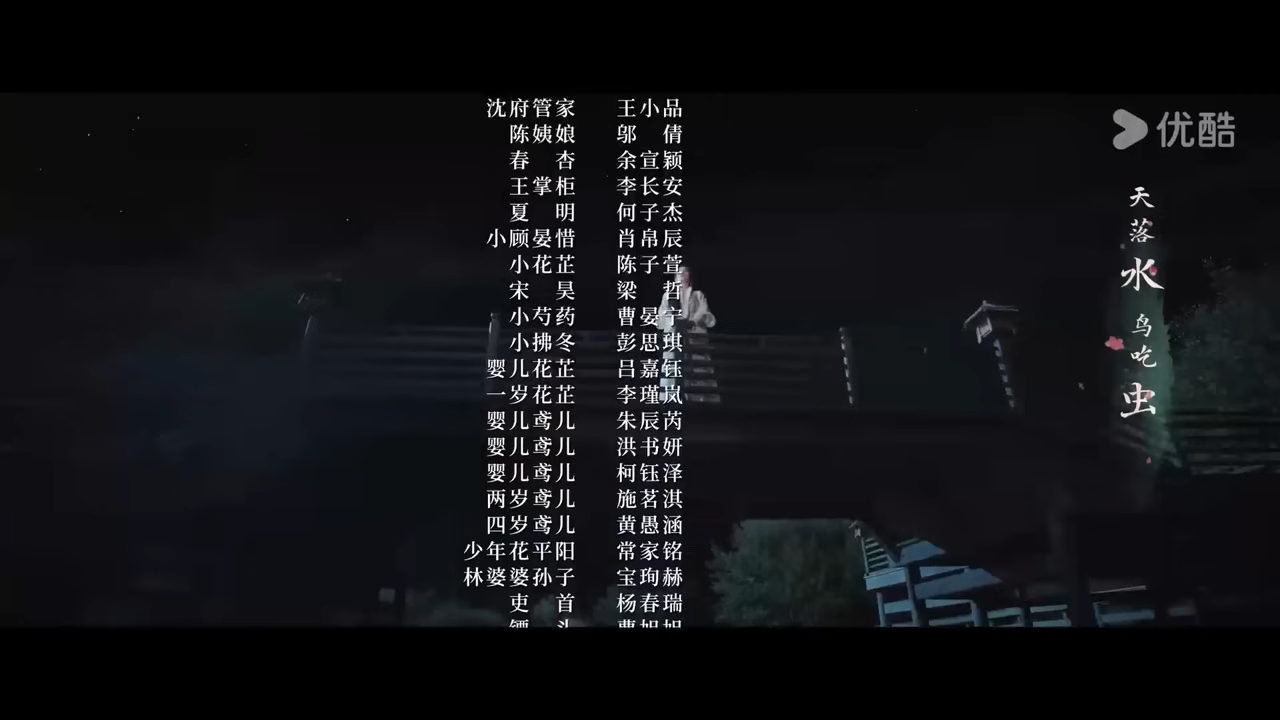 沈府管家 王小品
陈姨娘 邬倩
春杏 余宣颖
王掌柜 李长安
夏明 何子杰
小顾晏惜 肖帛辰
小花芷 陈子萱
宋昊 梁哲
小芍药 曹晏宁
小拂冬 彭思琪
婴儿花芷 吕嘉钰
一岁花芷 李瑾岚
婴儿鸢儿 朱辰芮
婴儿鸢儿 洪书妍
婴儿鸢儿 柯钰泽
两岁鸢儿 施茗淇
四岁鸢儿 黄愚涵
少年花平阳 常家铭
林婆婆孙子 宝珣赫
吏首 杨春瑞
优酷
天落水
鸟吃虫